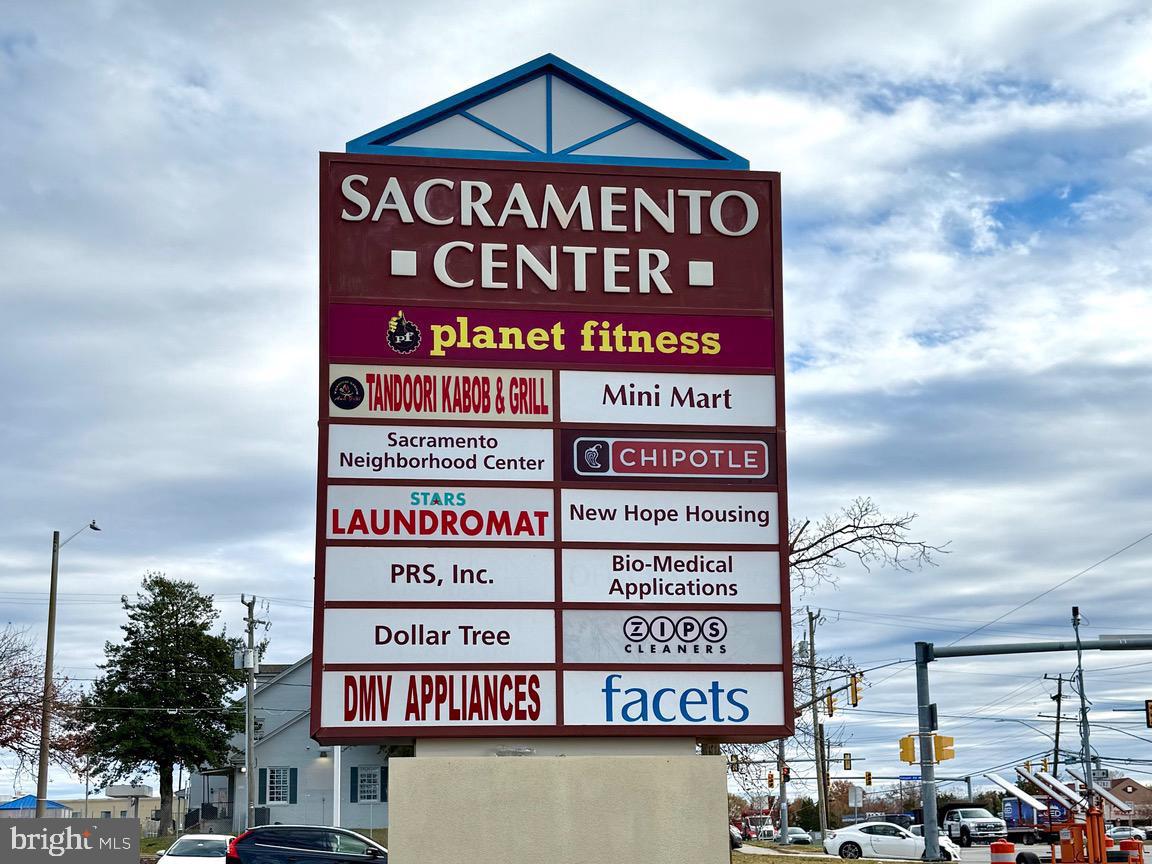 SACRAMENTO
CENTER
pf planet fitness
TANDOORI KABOB & GRILL
Mini Mart
Sacramento
Neighborhood Center
CHIPOTLE
STARS
LAUNDROMAT
New Hope Housing
PRS, Inc.
Bio-Medical
Applications
Dollar Tree
ZIPS
CLEANERS
DMV APPLIANCES
facets
bright MLS